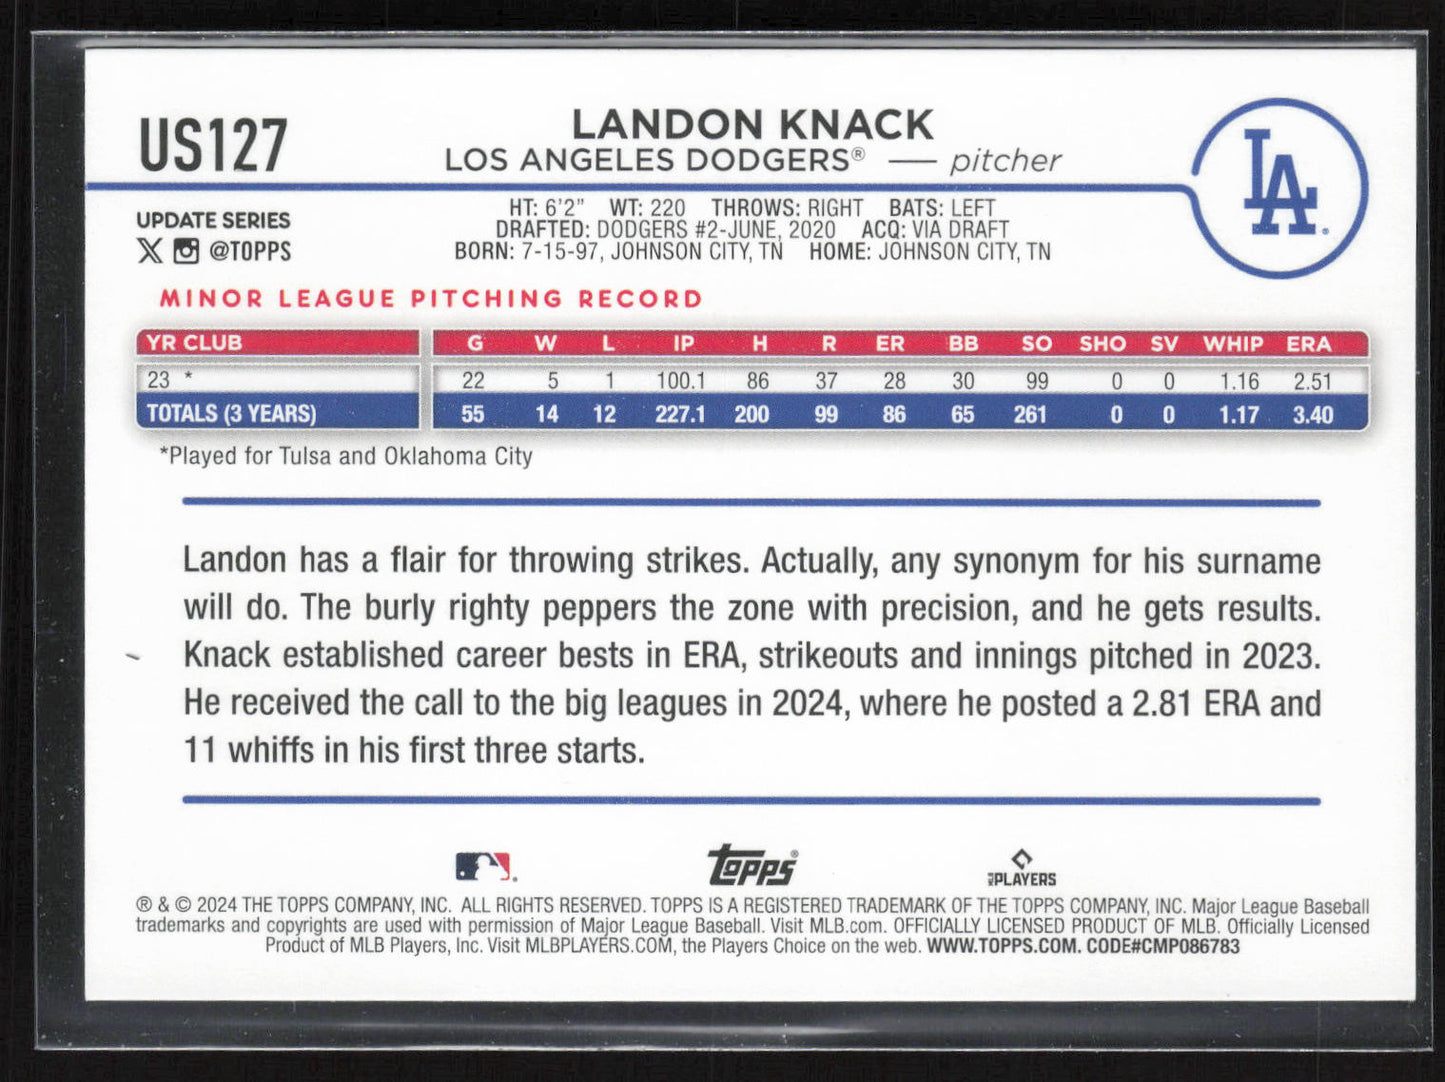 US127
LANDON KNACK
LOS ANGELES DODGERS® — pitcher
LA
UPDATE SERIES
X @TOPPS
HT: 6'2" WT: 220 THROWS: RIGHT BATS: LEFT
DRAFTED: DODGERS #2-JUNE, 2020 ACQ: VIA DRAFT
BORN: 7-15-97, JOHNSON CITY, TN HOME: JOHNSON CITY, TN
MINOR LEAGUE PITCHING RECORD
YR CLUB G W L IP H R ER BB SO SHO SV WHIP ERA
23 * 22 5 1 100.1 86 37 28 30 99 0 0 1.16 2.51
TOTALS (3 YEARS) 55 14 12 227.1 200 99 86 65 261 0 0 1.17 3.40
*Played for Tulsa and Oklahoma City
Landon has a flair for throwing strikes. Actually, any synonym for his surname
will do. The burly righty peppers the zone with precision, and he gets results.
Knack established career bests in ERA, strikeouts and innings pitched in 2023.
He received the call to the big leagues in 2024, where he posted a 2.81 ERA and
11 whiffs in his first three starts.
Topps®
MLB PLAYERS
® & © 2024 THE TOPPS COMPANY, INC. ALL RIGHTS RESERVED. TOPPS IS A REGISTERED TRADEMARK OF THE TOPPS COMPANY, INC. Major League Baseball
trademarks and copyrights are used with permission of Major League Baseball. Visit MLB.com. OFFICIALLY LICENSED PRODUCT OF MLB. Officially Licensed
Product of MLB Players, Inc. Visit MLBPLAYERS.COM, the Players Choice on the web. WWW.TOPPS.COM. CODE#CMP086783